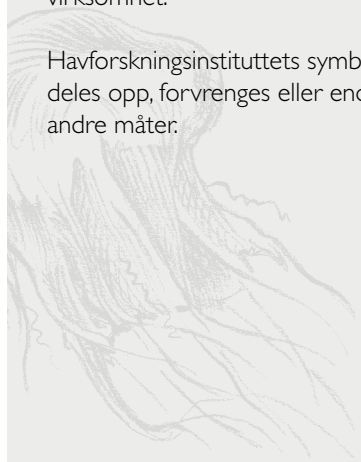 virksomhet.
Havforskningsinstituttets symb
deles opp, forvrenges eller end
andre måter.